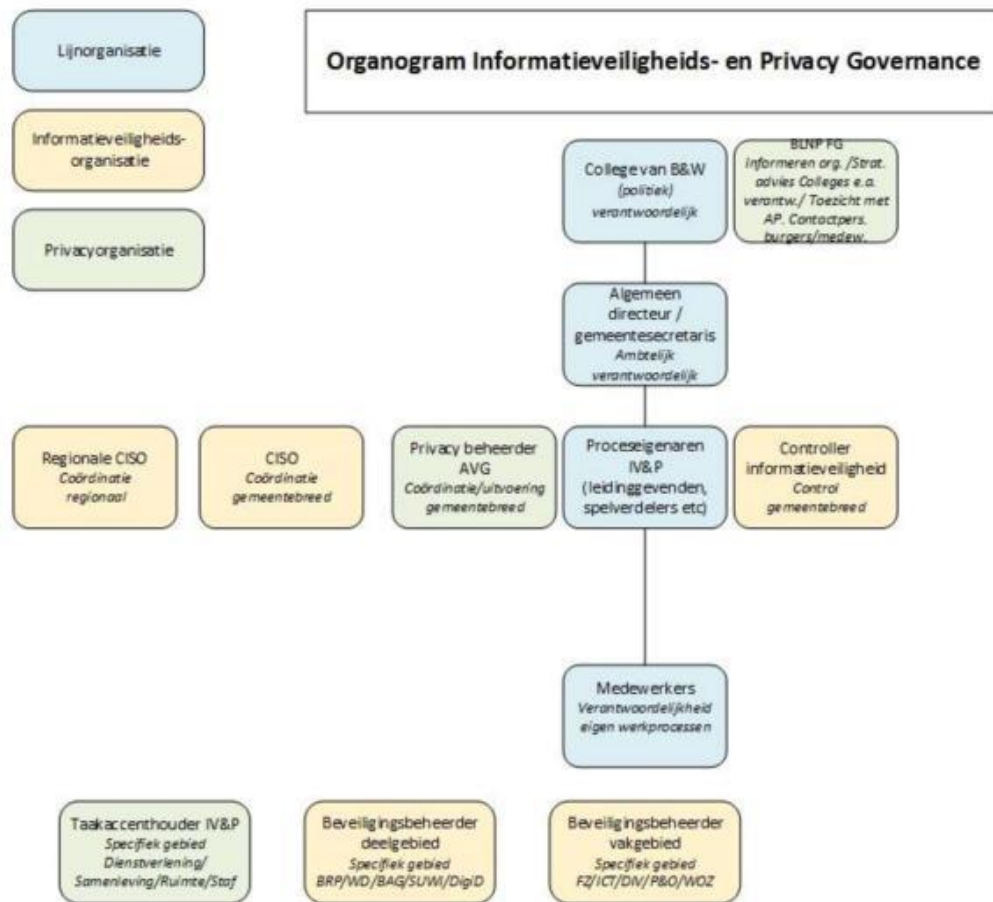 Lijnorganisatie
Organogram Informatieveiligheids- en Privacy Governance
Informatieveiligheids-
organisatie
Privacyorganisatie
College van B&W
(politiek)
verantwoordelijk
BLNP FG
Informeren org. /Strat.
advies Colleges e.a.
verantw./ Toezicht met
AP. Contactpers.
burgers/medew.
Algemeen
directeur /
gemeentesecretaris
Ambtelijk
verantwoordelijk
Regionale CISO
Coördinatie
regionaal
CISO
Coördinatie
gemeentebreed
Privacy beheerder
AVG
Coördinatie/uitvoering
gemeentebreed
Proceseigenaren
IV&P
(leidinggevenden,
spelverdelers etc)
Controller
informatieveiligheid
Control
gemeentebreed
Medewerkers
Verantwoordelijkheid
eigen werkprocessen
Taakaccenthouder IV&P
Specifiek gebied
Dienstverlening/
Samenleving/Ruimte/Staf
Beveiligingsbeheerder
deelgebied
Specifiek gebied
BRP/WD/BAG/SUWI/DigiD
Beveiligingsbeheerder
vakgebied
Specifiek gebied
FZ/ICT/DIV/P&O/WOZ